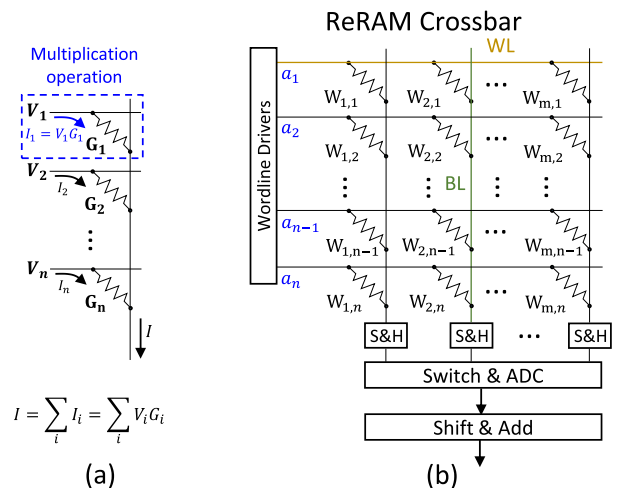 ReRAM Crossbar
Multiplication
operation
V₁
I₁ = V₁G₁
G₁
V₂
I₂
G₂
⋮
Vₙ
Iₙ
Gₙ
I
I = ∑ᵢ Iᵢ = ∑ᵢ VᵢGᵢ
(a)
Wordline Drivers
WL
a₁
W₁,₁ W₂,₁ ··· Wₘ,₁
a₂
W₁,₂ W₂,₂ Wₘ,₂
⋮ ⋮ BL ⋮ ⋮
aₙ₋₁
W₁,ₙ₋₁ W₂,ₙ₋₁ ··· Wₘ,ₙ₋₁
aₙ
W₁,ₙ W₂,ₙ ··· Wₘ,ₙ
S&H S&H ··· S&H
Switch & ADC
Shift & Add
(b)